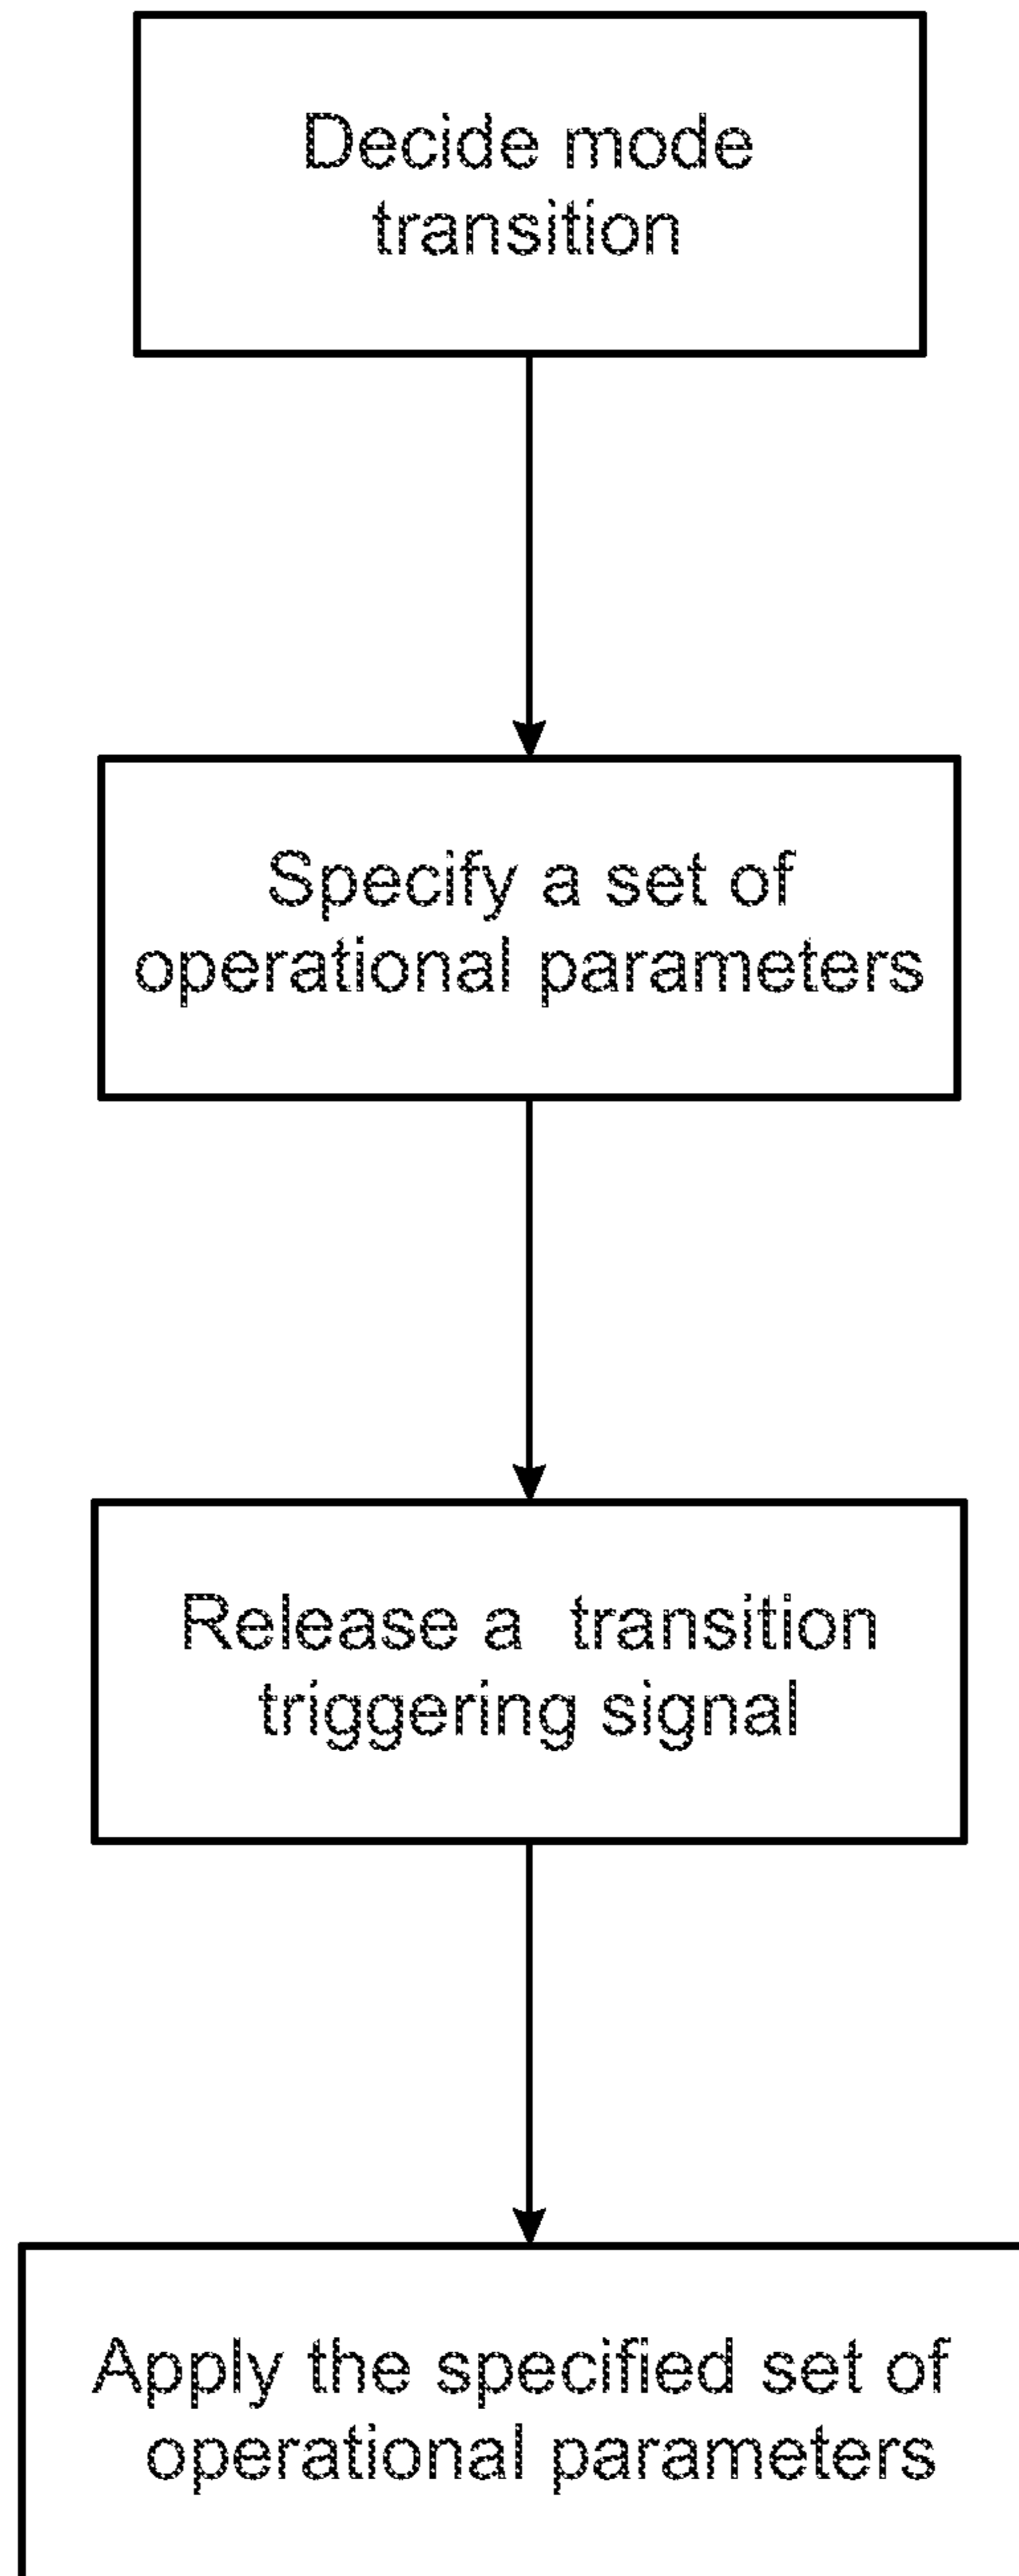 Decide mode
transition
Specify a set of
operational parameters
Release a  transition
triggering signal
Apply the specified set of
operational parameters